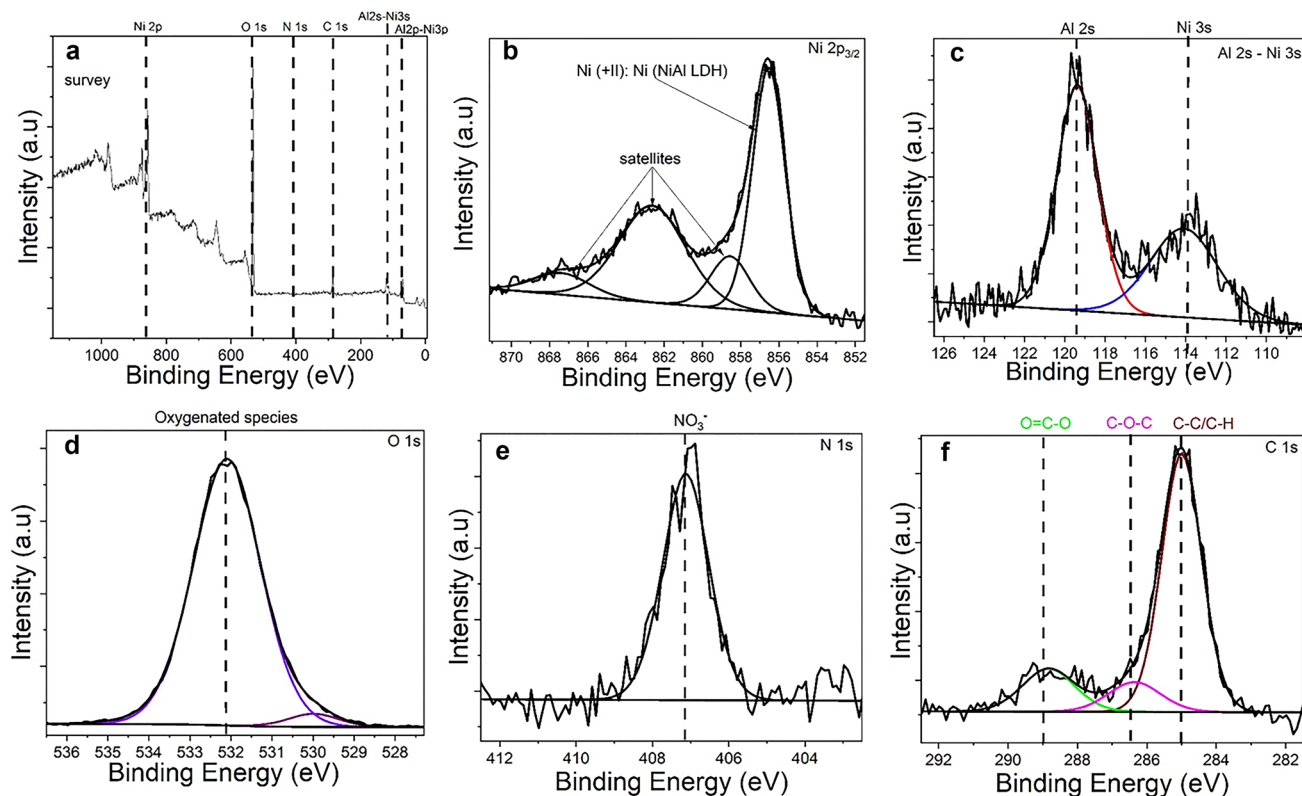 Al2s-Ni3s
Ni 2p O 1s N 1s C 1s Al2p-Ni3p
a
survey
Intensity (a.u)
1000 800 600 400 200 0
Binding Energy (eV)
b
Ni 2p3/2
Ni (+II): Ni (NiAl LDH)
satellites
Intensity (a.u)
870 868 866 864 862 860 858 856 854 852
Binding Energy (eV)
Al 2s Ni 3s
c
Al 2s - Ni 3s
Intensity (a.u)
126 124 122 120 118 116 114 112 110
Binding Energy (eV)
Oxygenated species
d
O 1s
Intensity (a.u)
536 535 534 533 532 531 530 529 528
Binding Energy (eV)
NO3-
e
N 1s
Intensity (a.u)
412 410 408 406 404
Binding Energy (eV)
O=C-O C-O-C C-C/C-H
f
C 1s
Intensity (a.u)
292 290 288 286 284 282
Binding Energy (eV)